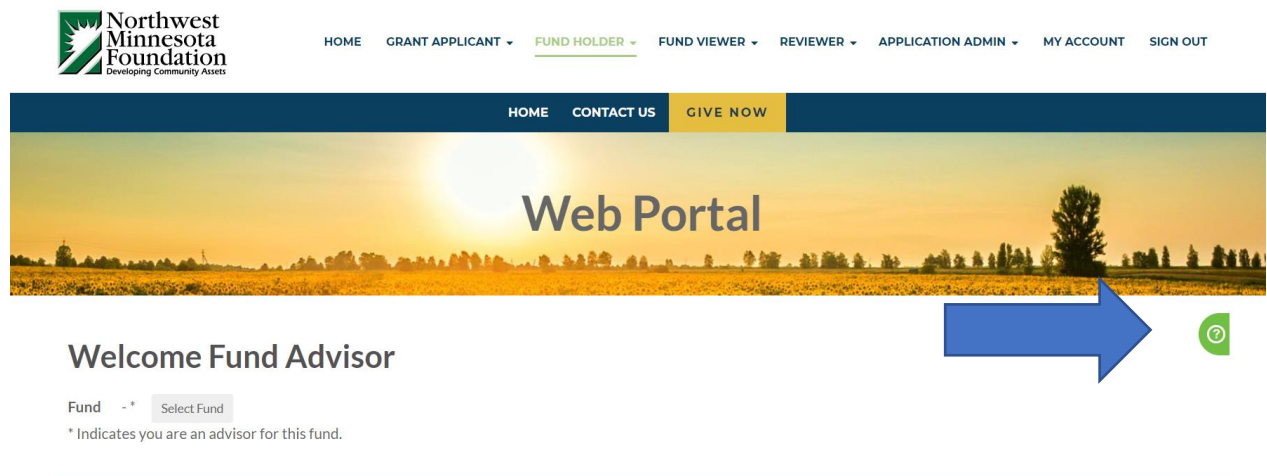 Northwest
Minnesota
Foundation
Developing Community Assets
HOME GRANT APPLICANT FUND HOLDER FUND VIEWER REVIEWER APPLICATION ADMIN MY ACCOUNT SIGN OUT
HOME CONTACT US GIVE NOW
Web Portal
?
Welcome Fund Advisor
Fund - * Select Fund
* Indicates you are an advisor for this fund.